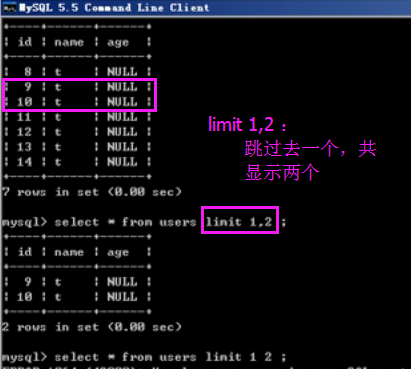 MySQL 5.5 Command Line Client
| id | name | age |
| 8 | t | NULL |
| 9 | t | NULL |
| 10 | t | NULL |
| 11 | t | NULL |
| 12 | t | NULL |
| 13 | t | NULL |
| 14 | t | NULL |
7 rows in set (0.00 sec)
limit 1,2 ：
跳过去一个，共
显示两个
mysql> select * from users limit 1,2 ;
| id | name | age |
| 9 | t | NULL |
| 10 | t | NULL |
2 rows in set (0.00 sec)
mysql> select * from users limit 1 2 ;